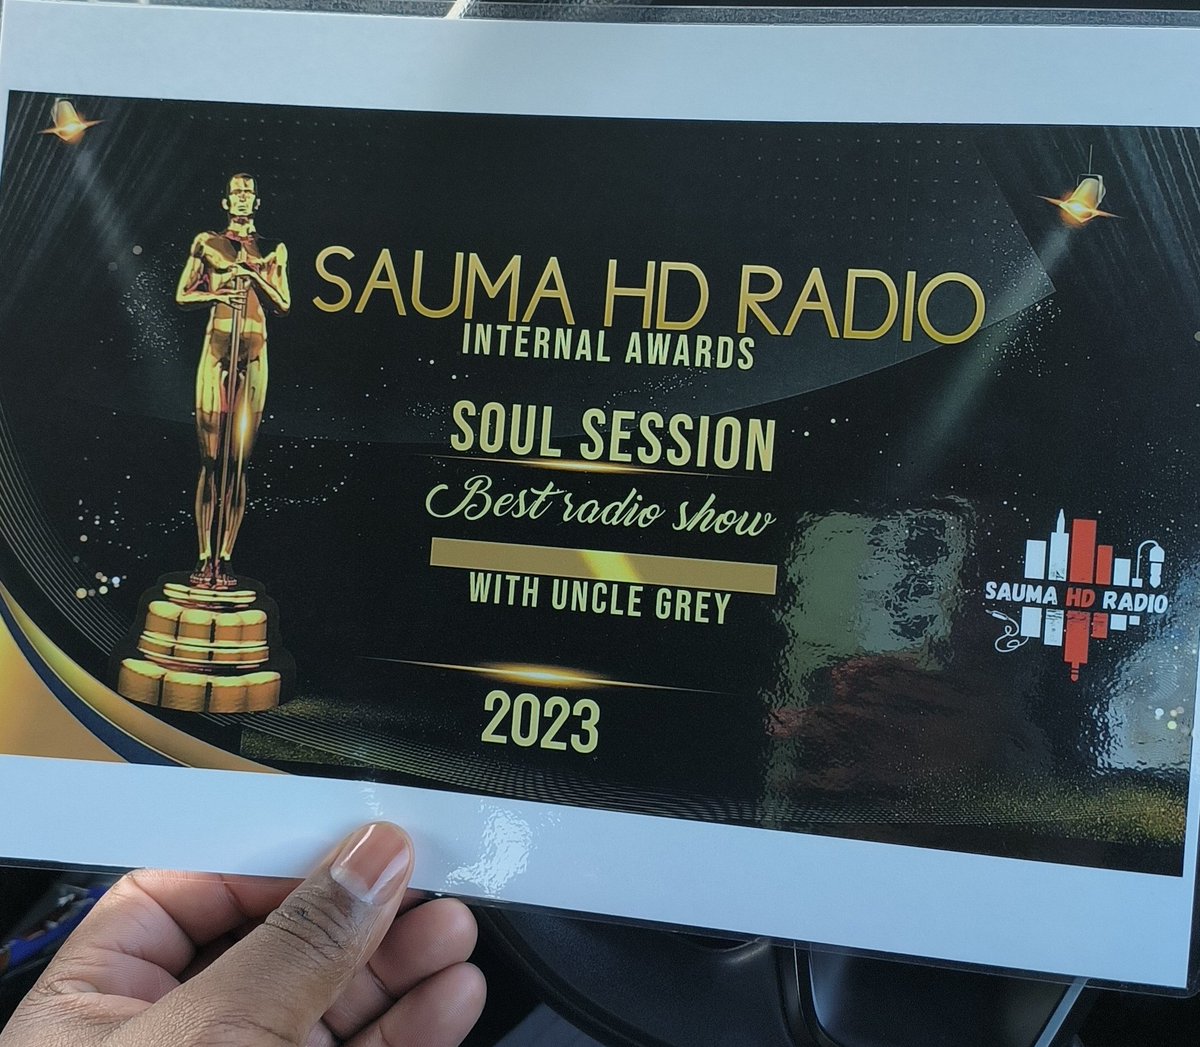 SAUMA HD RADIO
INTERNAL AWARDS
SOUL SESSION
Best radio show
WITH UNCLE GREY
2023
SAUMA HD RADIO